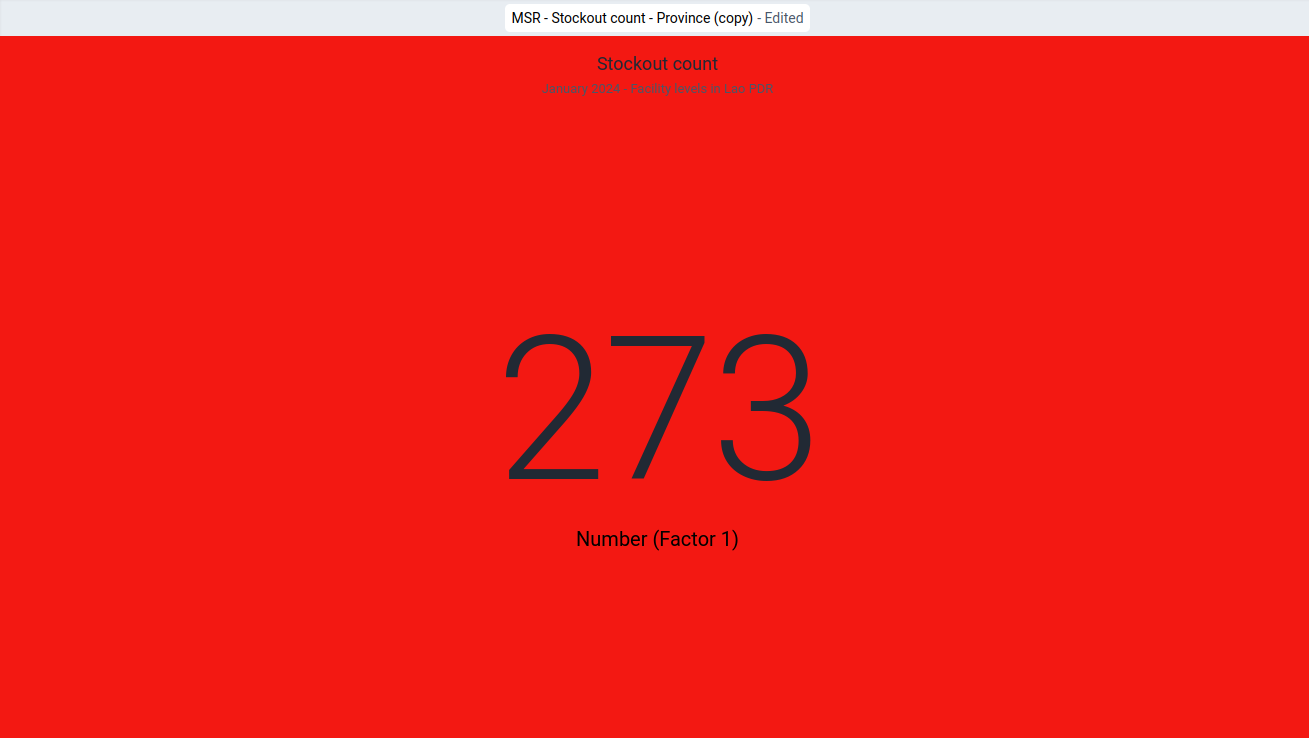 MSR - Stockout count - Province (copy) - Edited
Stockout count
January 2024 - Facility levels in Lao PDR
273
Number (Factor 1)